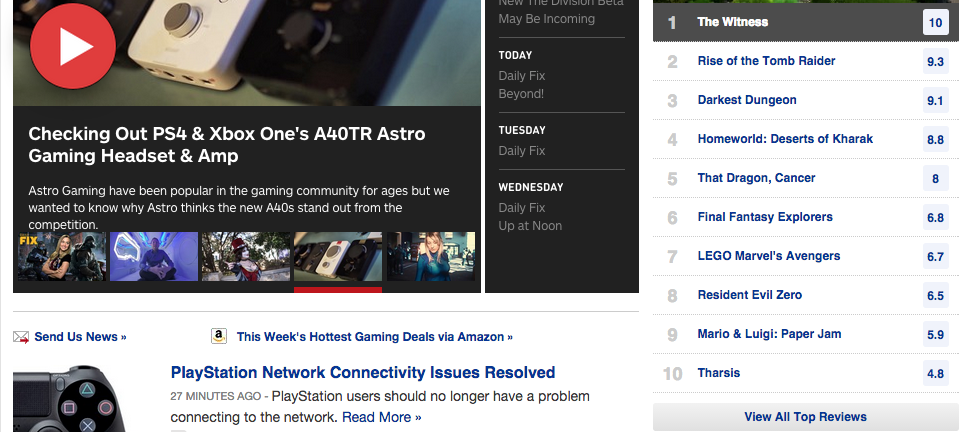 Checking Out PS4 & Xbox One's A40TR Astro
Gaming Headset & Amp
Astro Gaming have been popular in the gaming community for ages but we
wanted to know why Astro thinks the new A40s stand out from the
competition.
FIX
New The Division Beta
May Be Incoming
TODAY
Daily Fix
Beyond!
TUESDAY
Daily Fix
WEDNESDAY
Daily Fix
Up at Noon
Send Us News »
a This Week's Hottest Gaming Deals via Amazon »
PlayStation Network Connectivity Issues Resolved
27 MINUTES AGO - PlayStation users should no longer have a problem
connecting to the network. Read More »
1 The Witness 10
2 Rise of the Tomb Raider 9.3
3 Darkest Dungeon 9.1
4 Homeworld: Deserts of Kharak 8.8
5 That Dragon, Cancer 8
6 Final Fantasy Explorers 6.8
7 LEGO Marvel's Avengers 6.7
8 Resident Evil Zero 6.5
9 Mario & Luigi: Paper Jam 5.9
10 Tharsis 4.8
View All Top Reviews